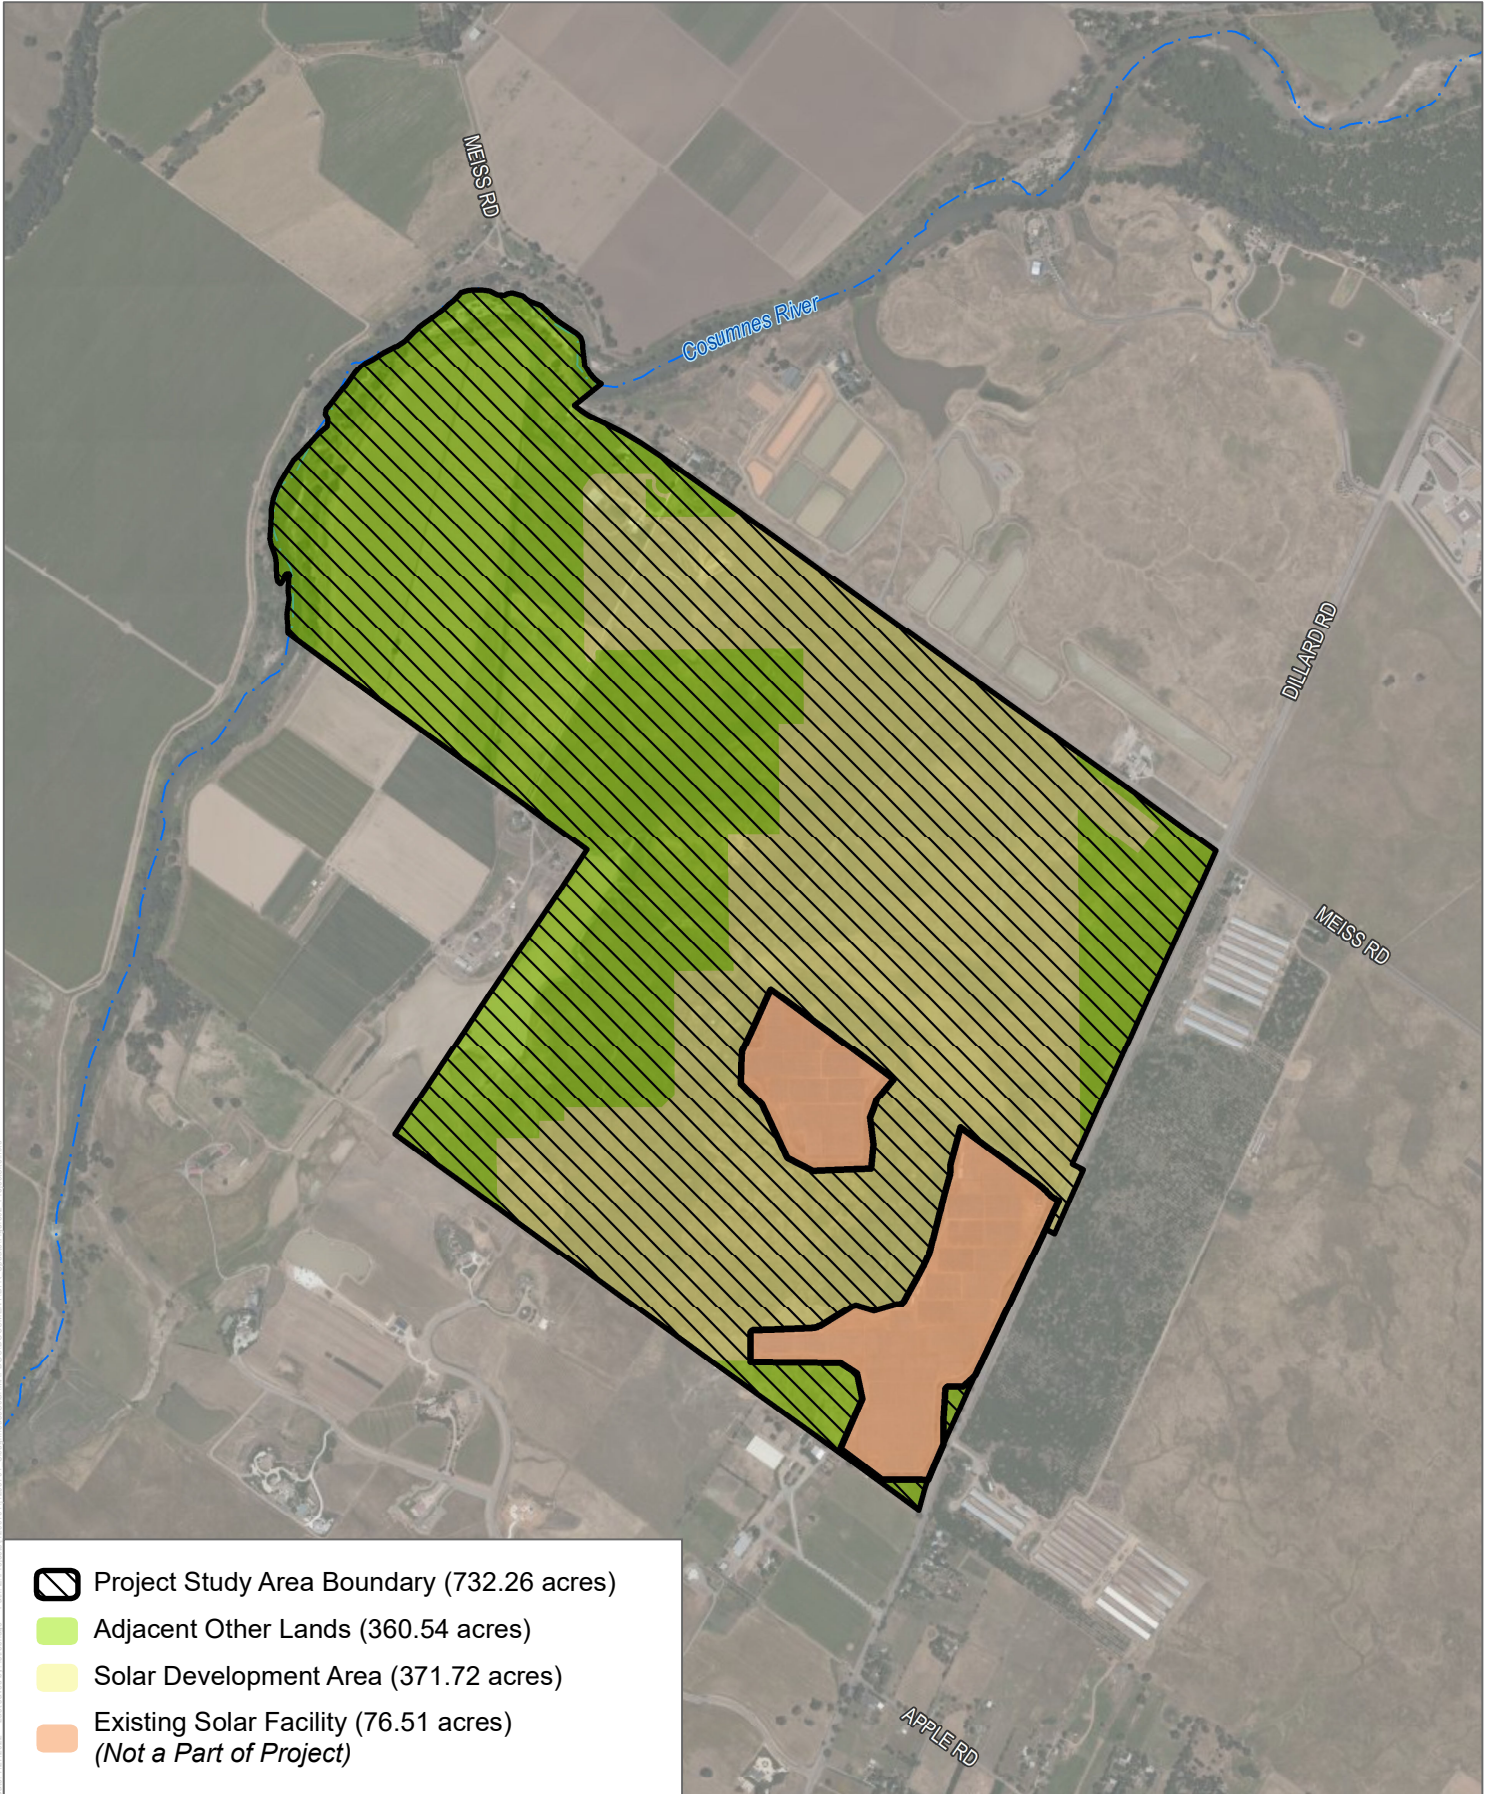 MEISS RD
Cosumnes River
DILLARD RD
MEISS RD
APPLE RD
Project Study Area Boundary (732.26 acres)
Adjacent Other Lands (360.54 acres)
Solar Development Area (371.72 acres)
Existing Solar Facility (76.51 acres)
(Not a Part of Project)